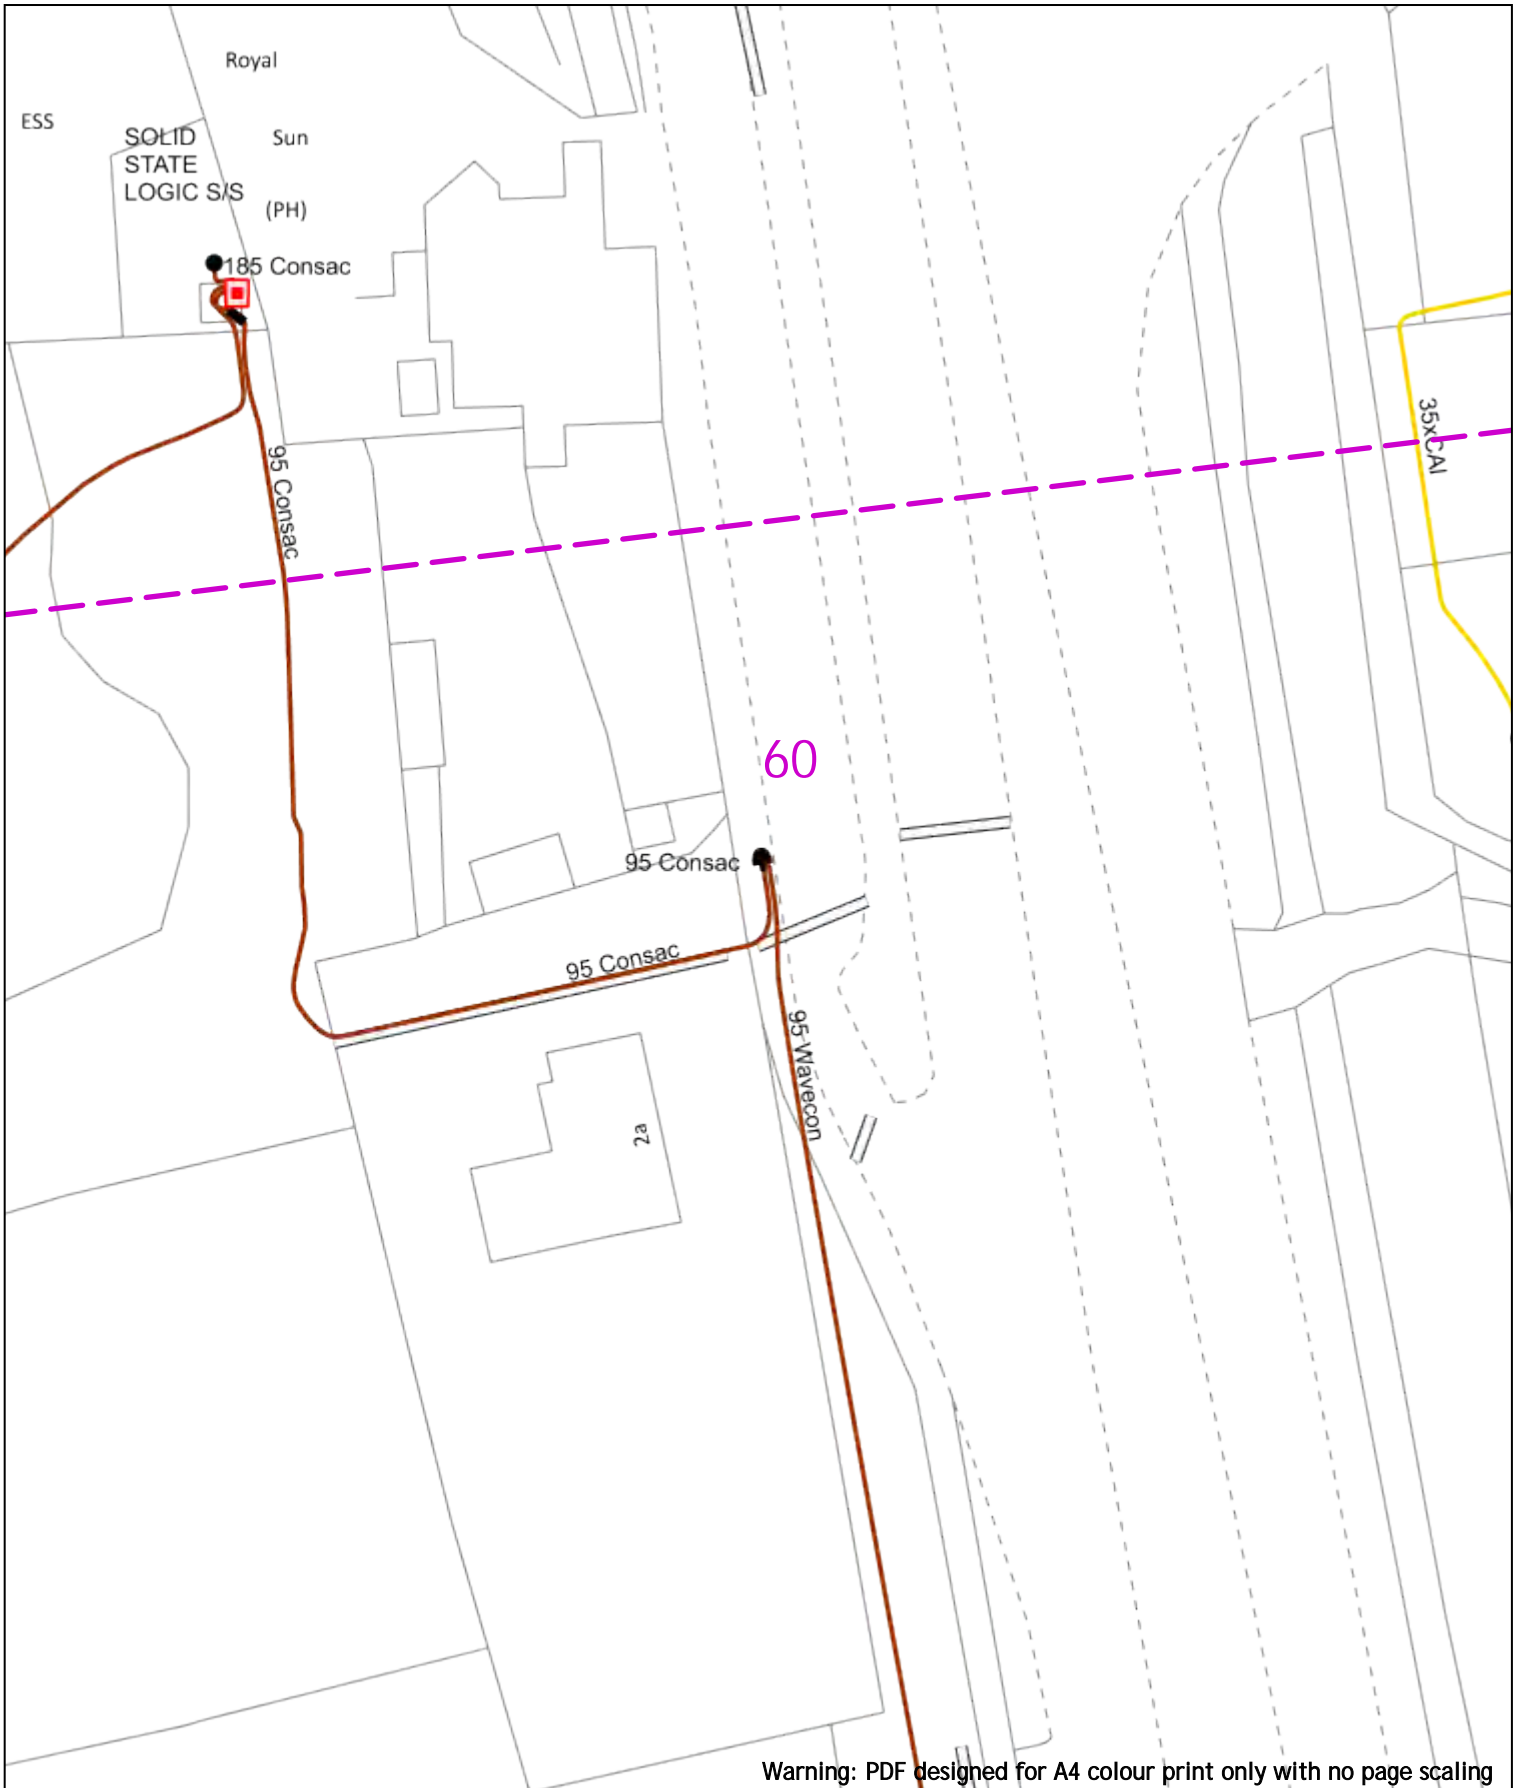 Royal
ESS
SOLID
STATE
LOGIC S/S
Sun
(PH)
185 Consac
95 Consac
35xCAI
60
95 Consac
95 Consac
95 Wavecon
2a
Warning: PDF designed for A4 colour print only with no page scaling